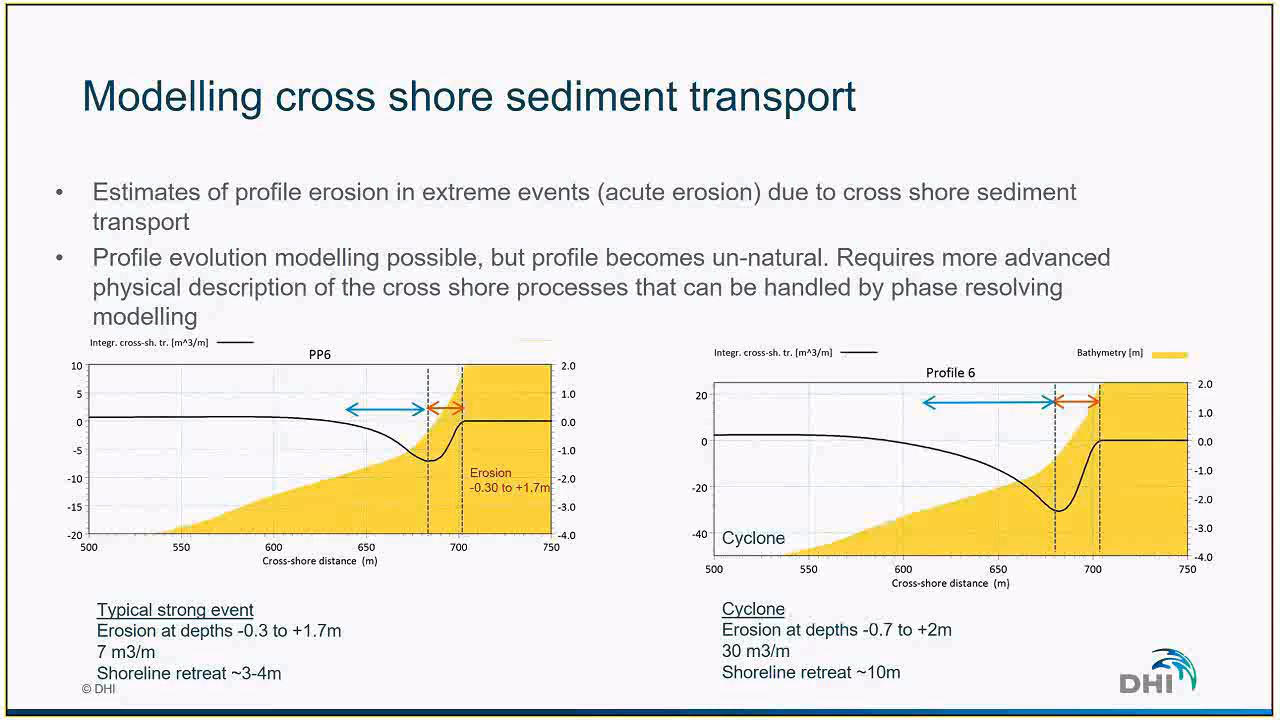 Modelling cross shore sediment transport
• Estimates of profile erosion in extreme events (acute erosion) due to cross shore sediment
transport
• Profile evolution modelling possible, but profile becomes un-natural. Requires more advanced
physical description of the cross shore processes that can be handled by phase resolving
modelling
Integr. cross-sh. tr. [m^3/m]
PP6
10
5
0
-5
-10
-15
-20
2.0
1.0
0.0
-1.0
-2.0
-3.0
-4.0
Erosion
-0.30 to +1.7m
500 550 600 650 700 750
Cross-shore distance (m)
Typical strong event
Erosion at depths -0.3 to +1.7m
7 m3/m
Shoreline retreat ~3-4m
Integr. cross-sh. tr. [m^3/m]
Bathymetry [m]
Profile 6
20
0
-20
-40
2.0
1.0
0.0
-1.0
-2.0
-3.0
-4.0
Cyclone
500 550 600 650 700 750
Cross-shore distance (m)
Cyclone
Erosion at depths -0.7 to +2m
30 m3/m
Shoreline retreat ~10m
© DHI
DHI